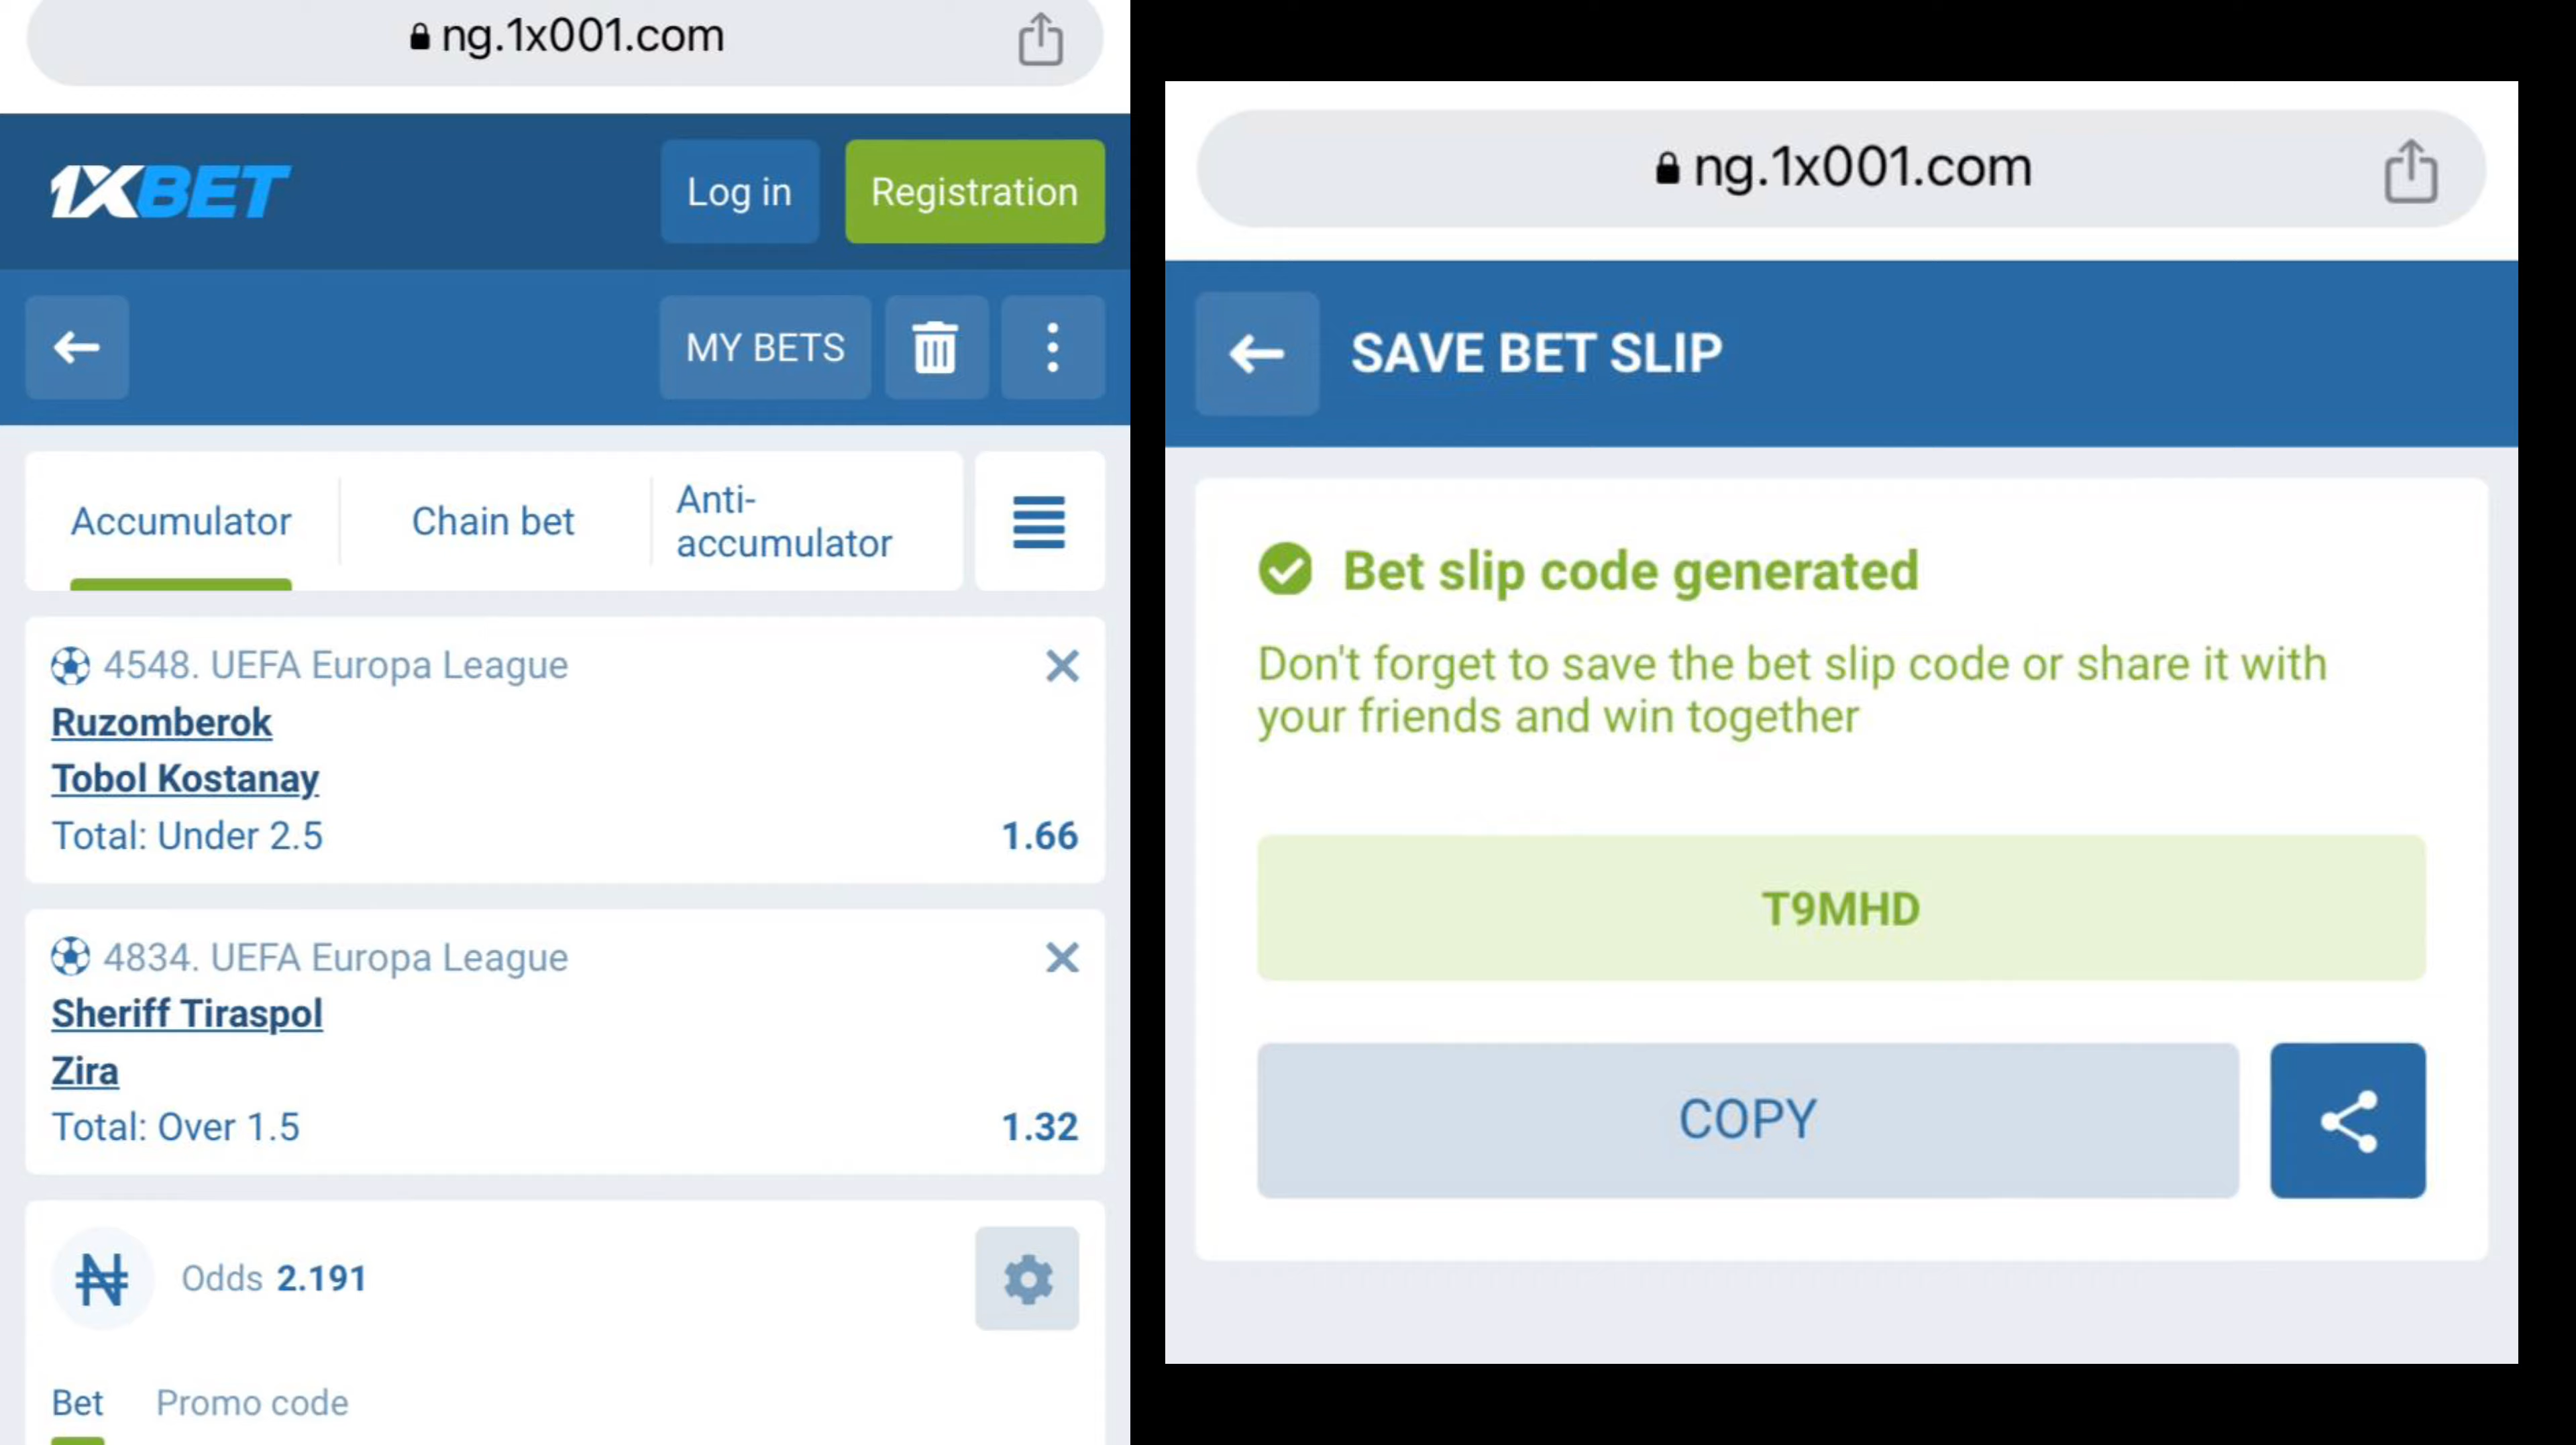 ng.1x001.com
1XBET
Log in
Registration
MY BETS
Accumulator
Chain bet
Anti-
accumulator
4548. UEFA Europa League
Ruzomberok
Tobol Kostanay
Total: Under 2.5
1.66
4834. UEFA Europa League
Sheriff Tiraspol
Zira
Total: Over 1.5
1.32
₦
Odds 2.191
Bet
Promo code
ng.1x001.com
SAVE BET SLIP
Bet slip code generated
Don't forget to save the bet slip code or share it with
your friends and win together
T9MHD
COPY